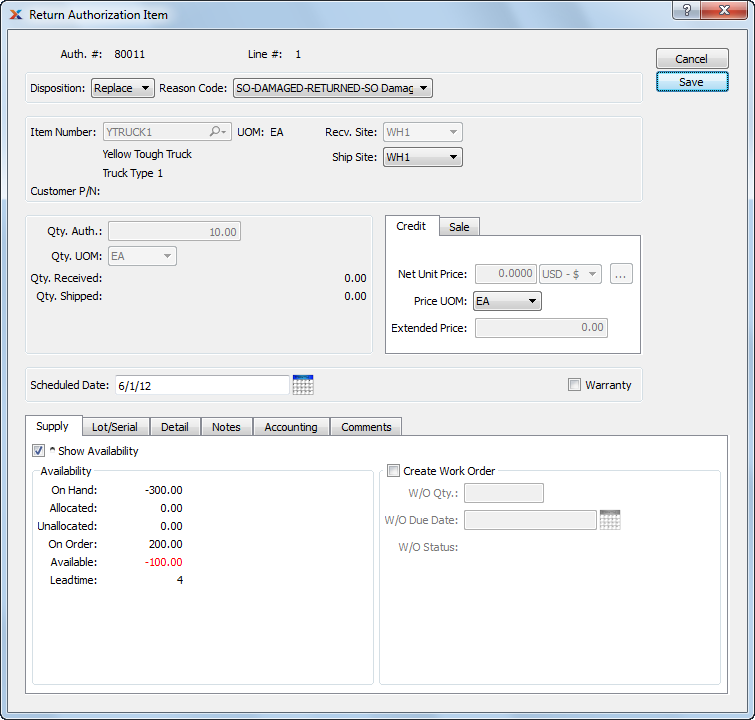 Return Authorization Item
?
Auth. #: 80011 Line #: 1
Cancel
Save
Disposition: Replace Reason Code: SO-DAMAGED-RETURNED-SO Damag
Item Number: YTRUCK1 UOM: EA Recv. Site: WH1
Yellow Tough Truck Ship Site: WH1
Truck Type 1
Customer P/N:
Qty. Auth.: 10.00
Qty. UOM: EA
Qty. Received: 0.00
Qty. Shipped: 0.00
Credit Sale
Net Unit Price: 0.0000 USD - $ ...
Price UOM: EA
Extended Price: 0.00
Scheduled Date: 6/1/12 Warranty
Supply Lot/Serial Detail Notes Accounting Comments
^ Show Availability
Availability
On Hand: -300.00
Allocated: 0.00
Unallocated: 0.00
On Order: 200.00
Available: -100.00
Leadtime: 4
Create Work Order
W/O Qty.:
W/O Due Date:
W/O Status: